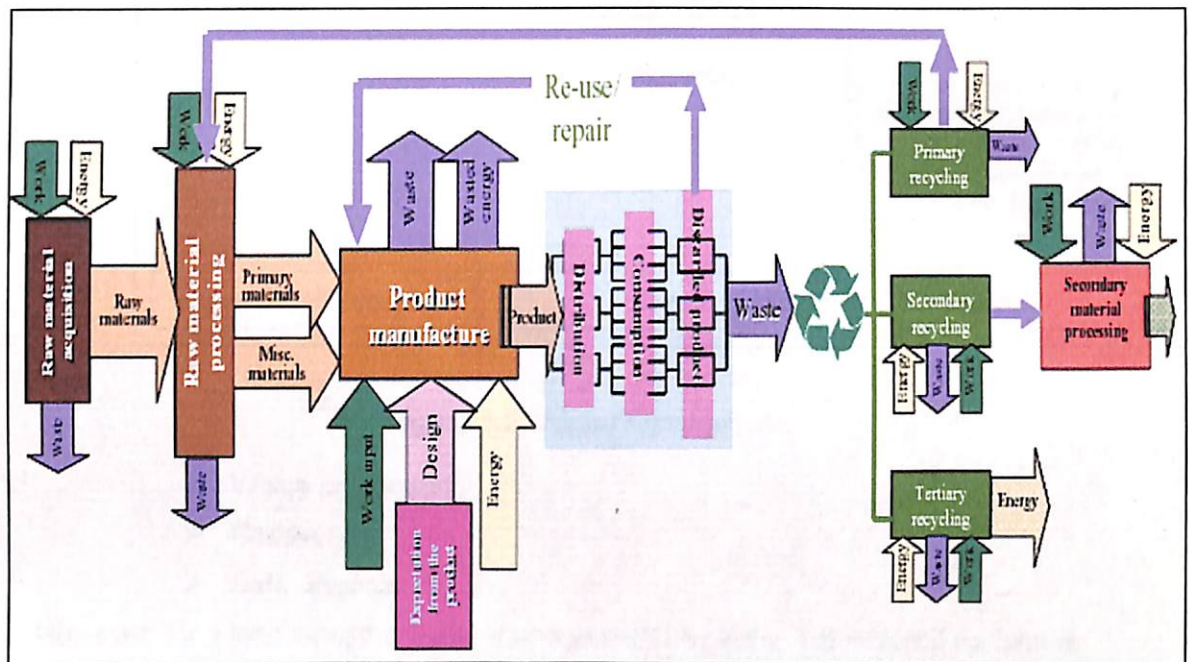 Re-use/
repair
Work
Energy
Raw material
acquisition
Waste
Raw
materials
Work
Energy
Raw material
processing
Waste
Primary
materials
Misc.
materials
Waste
Wasted
energy
Product
manufacture
Work input
Design
Energy
Expectations
from the
product
Product
Distribution
Consumption
Discarded product
Waste
Work
Energy
Primary
recycling
Waste
Secondary
recycling
Energy
Waste
Work
Work
Waste
Energy
Secondary
material
processing
Tertiary
recycling
Energy
Energy
Waste
Work